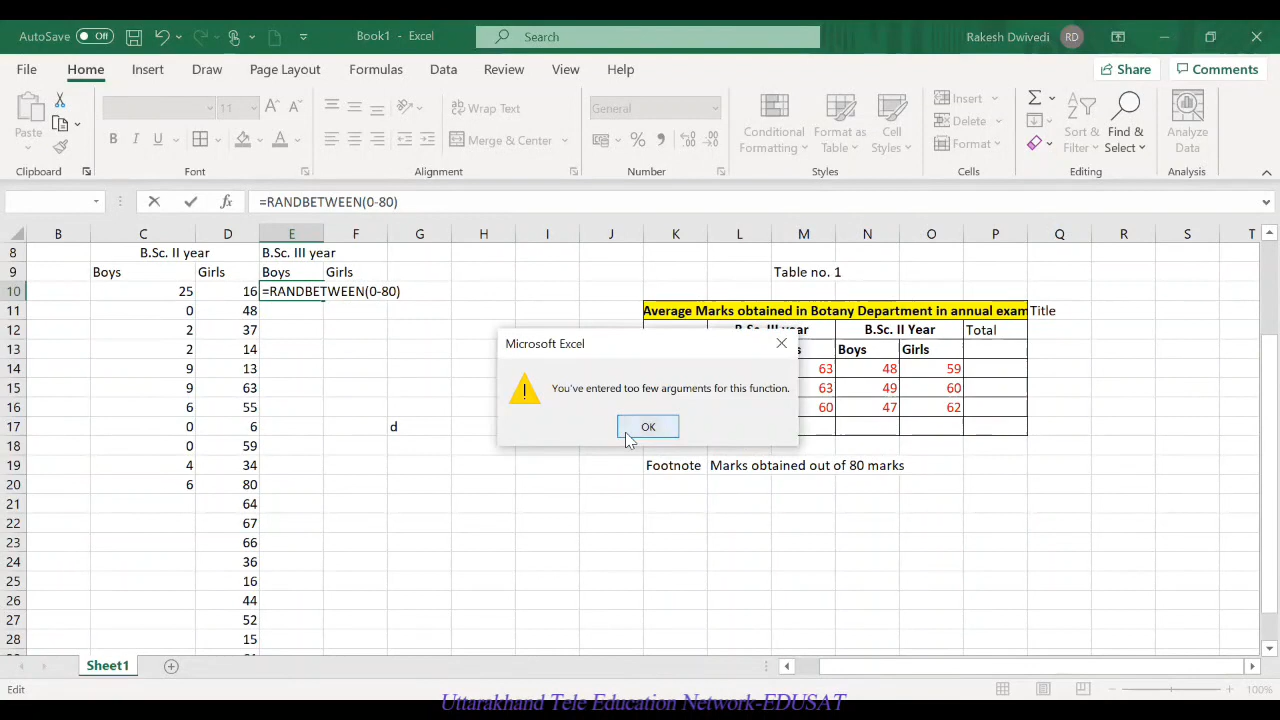 AutoSave Off Book1 - Excel Search Rakesh Dwivedi RD
File Home Insert Draw Page Layout Formulas Data Review View Help Share Comments
Paste 11 B I U Wrap Text Merge & Center General % Conditional Formatting Format as Table Cell Styles Insert Delete Format Sort & Filter Find & Select Analyze Data
Clipboard Font Alignment Number Styles Cells Editing Analysis
fx =RANDBETWEEN(0-80)
B C D E F G H I J K L M N O P Q R S T
8 B.Sc. II year B.Sc. III year
9 Boys Girls Boys Girls Table no. 1
10 25 16 =RANDBETWEEN(0-80)
11 0 48 Average Marks obtained in Botany Department in annual exam Title
12 2 37 B.Sc. III year B.Sc. II Year Total
13 2 14 Boys Girls
14 9 13 63 48 59
15 9 63 63 49 60
16 6 55 60 47 62
17 0 6 d
18 0 59
19 4 34 Footnote Marks obtained out of 80 marks
20 6 80
21 64
22 67
23 66
24 36
25 16
26 44
27 52
28 15
Microsoft Excel
You've entered too few arguments for this function.
OK
Sheet1
Edit 100%
Uttarakhand Tele Education Network-EDUSAT